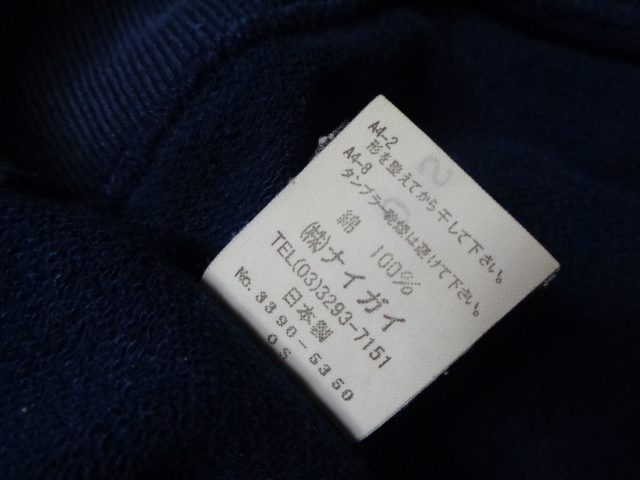 A4-2
形を整えてから干して下さい。
A4-8
タンブラー乾燥は避けて下さい。
綿 100%
(株)ナイガイ
TEL(03)3293-7151
日本製
No.3390-5350
OS